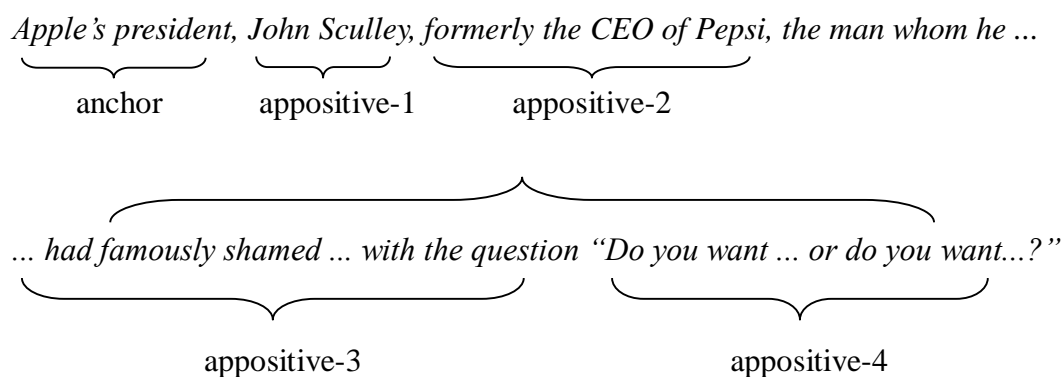 Apple’s president, John Sculley, formerly the CEO of Pepsi, the man whom he ...
anchor appositive-1 appositive-2
... had famously shamed ... with the question “Do you want ... or do you want...?”
appositive-3 appositive-4